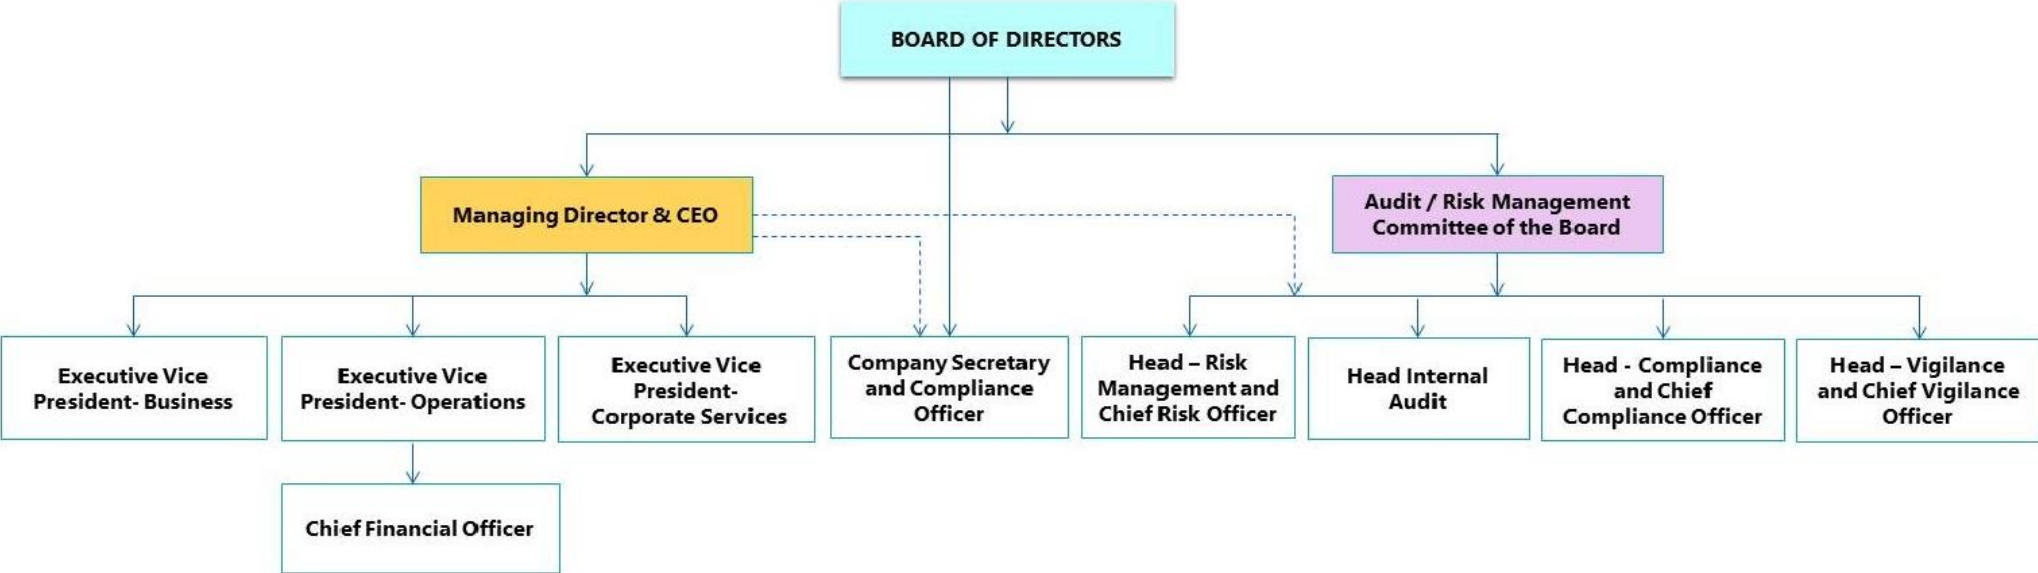 BOARD OF DIRECTORS
Managing Director & CEO
Audit / Risk Management
Committee of the Board
Executive Vice
President- Business
Executive Vice
President- Operations
Executive Vice
President-
Corporate Services
Company Secretary
and Compliance
Officer
Head – Risk
Management and
Chief Risk Officer
Head Internal
Audit
Head - Compliance
and Chief
Compliance Officer
Head – Vigilance
and Chief Vigilance
Officer
Chief Financial Officer